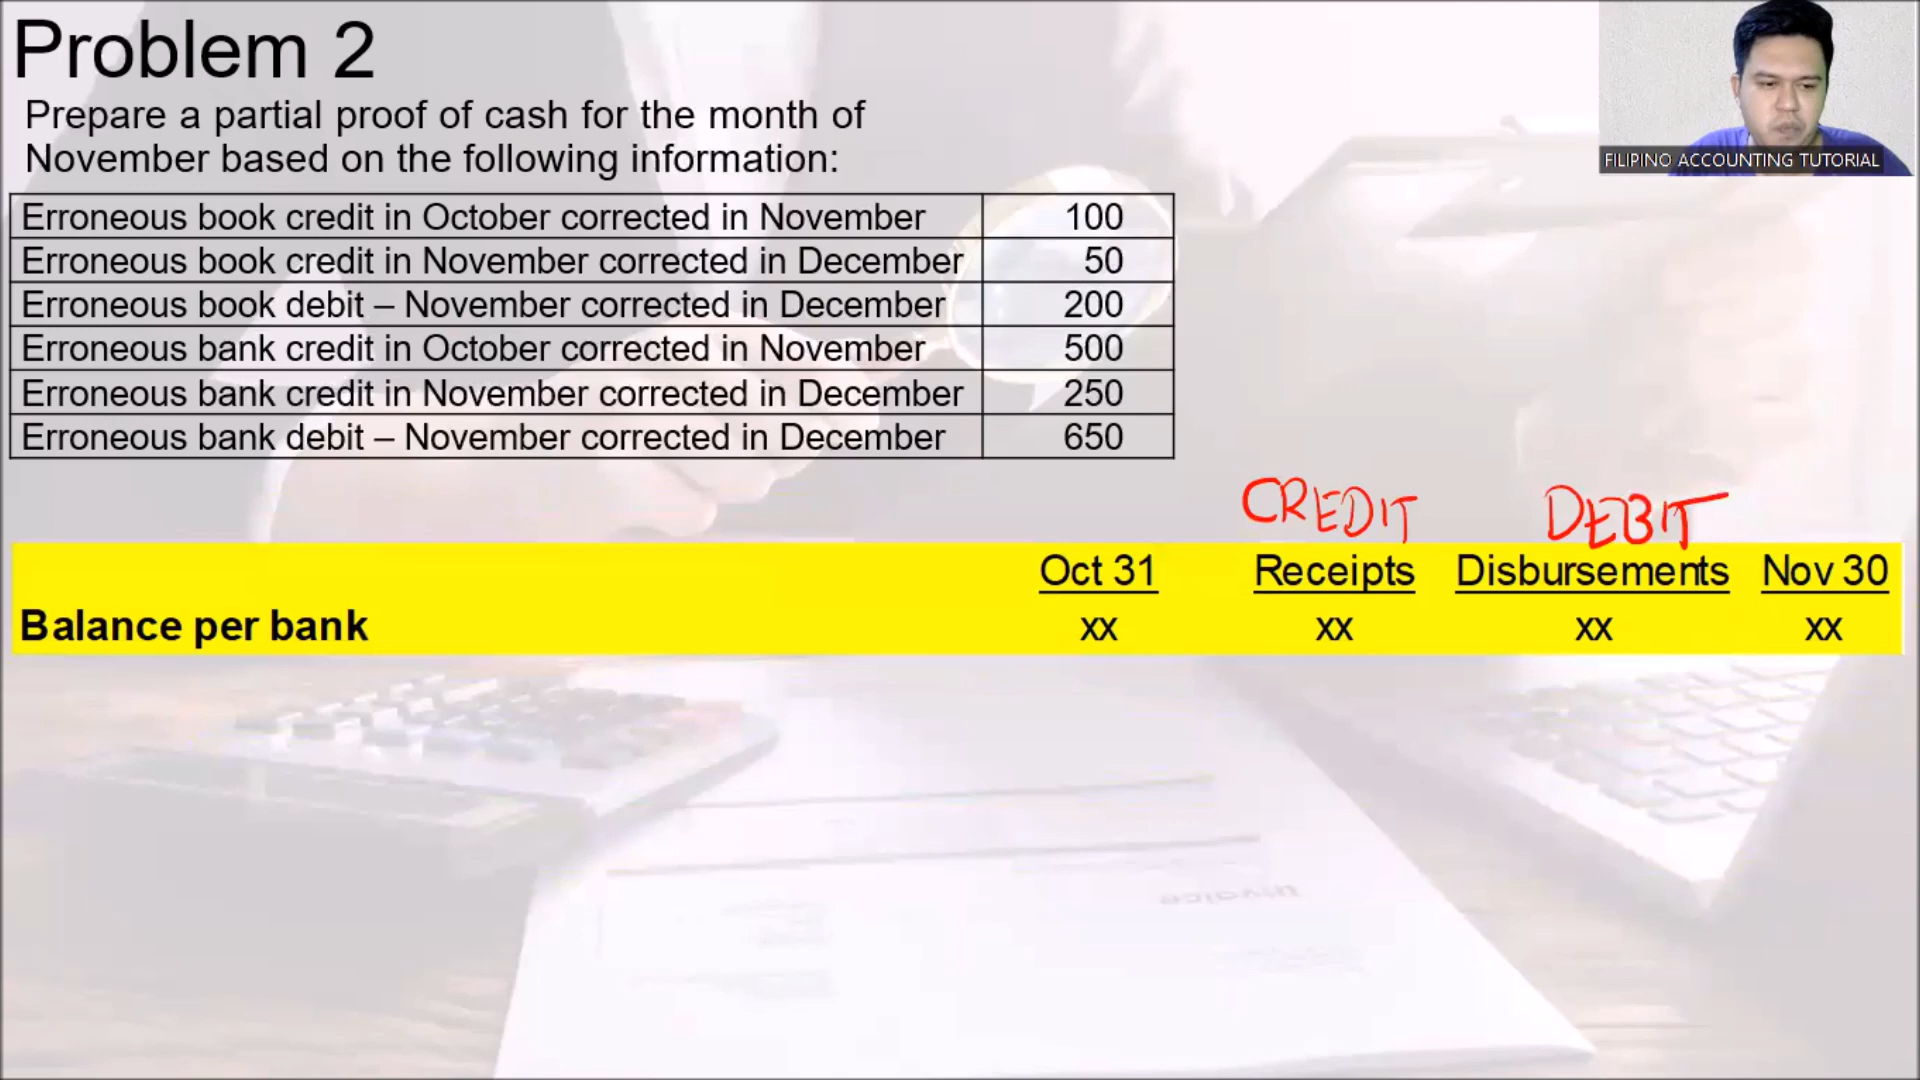 Problem 2
Prepare a partial proof of cash for the month of
November based on the following information:
FILIPINO ACCOUNTING TUTORIAL
Erroneous book credit in October corrected in November 100
Erroneous book credit in November corrected in December 50
Erroneous book debit – November corrected in December 200
Erroneous bank credit in October corrected in November 500
Erroneous bank credit in November corrected in December 250
Erroneous bank debit – November corrected in December 650
CREDIT DEBIT
Oct 31 Receipts Disbursements Nov 30
Balance per bank xx xx xx xx
invoice